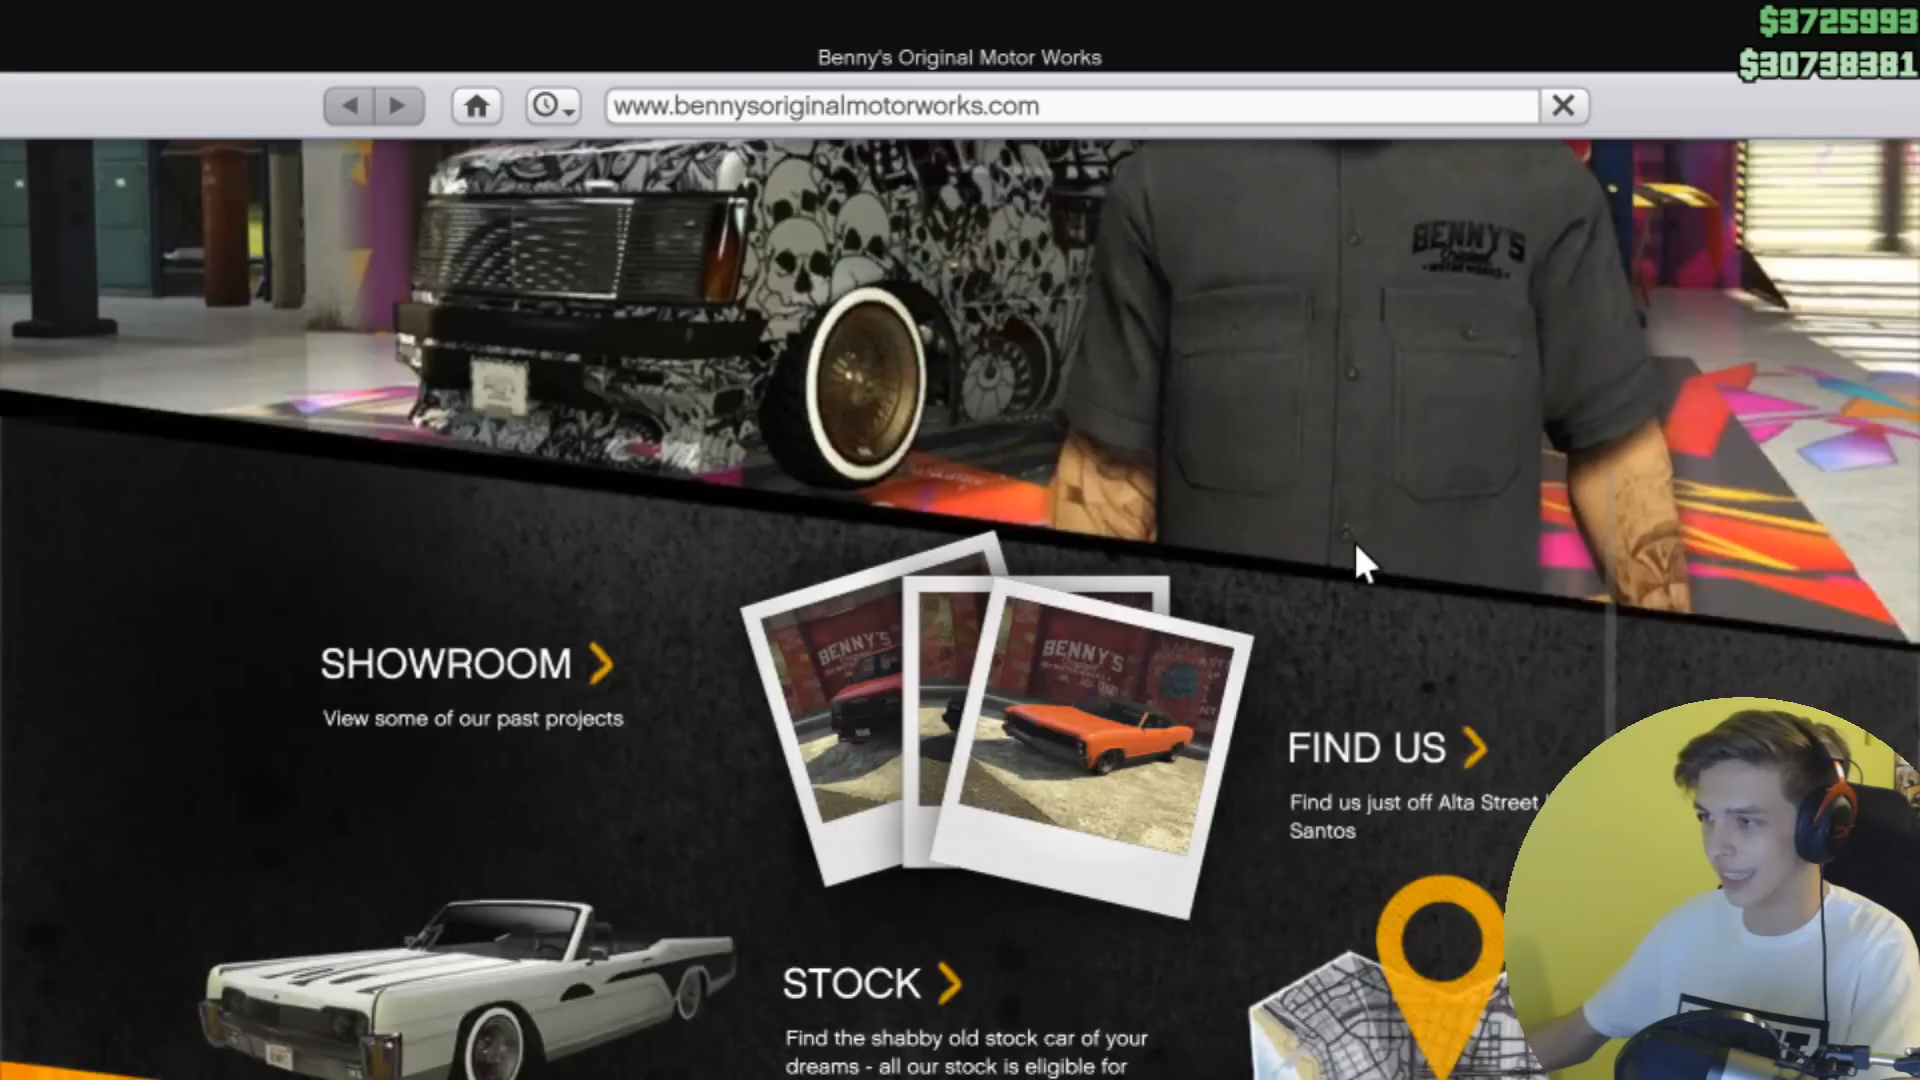 $3725993
Benny's Original Motor Works
$30738381
www.bennysoriginalmotorworks.com
BENNY'S
MOTOR WORKS
BENNY'S
BENNY'S
SHOWROOM
View some of our past projects
FIND US
Find us just off Alta Street
Santos
STOCK
Find the shabby old stock car of your
dreams - all our stock is eligible for